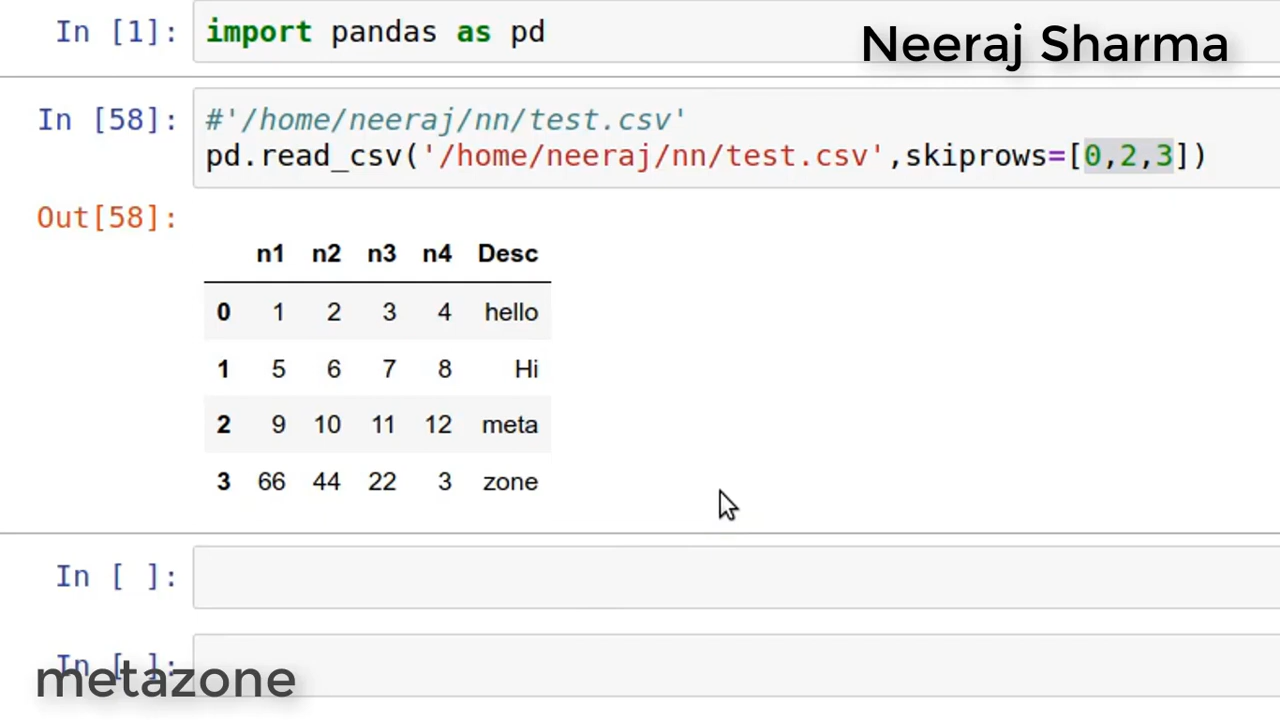 In [1]: import pandas as pd
Neeraj Sharma
In [58]: #'/home/neeraj/nn/test.csv'
pd.read_csv('/home/neeraj/nn/test.csv',skiprows=[0,2,3])
Out[58]:
n1 n2 n3 n4 Desc
0 1 2 3 4 hello
1 5 6 7 8 Hi
2 9 10 11 12 meta
3 66 44 22 3 zone
In [ ]:
In [ ]:
metazone